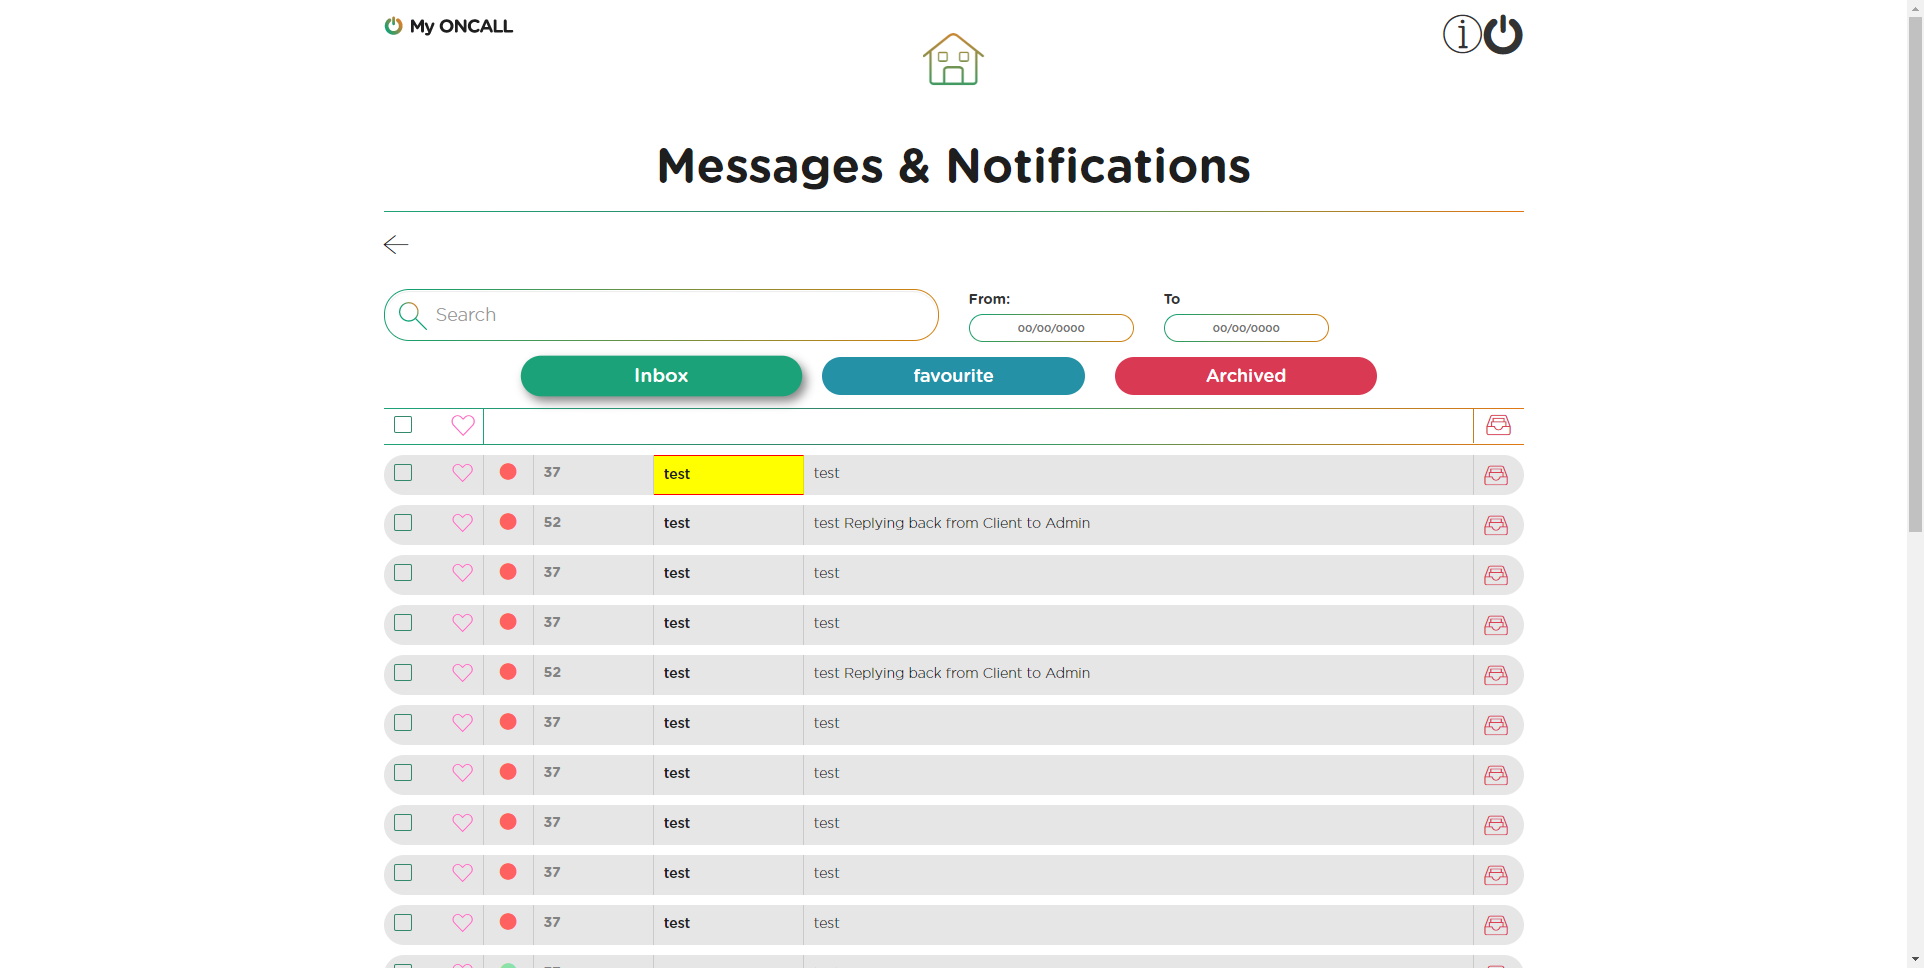 My ONCALL
Messages & Notifications
Search
From:
00/00/0000
To
00/00/0000
Inbox
favourite
Archived
37 test test
52 test test Replying back from Client to Admin
37 test test
37 test test
52 test test Replying back from Client to Admin
37 test test
37 test test
37 test test
37 test test
37 test test